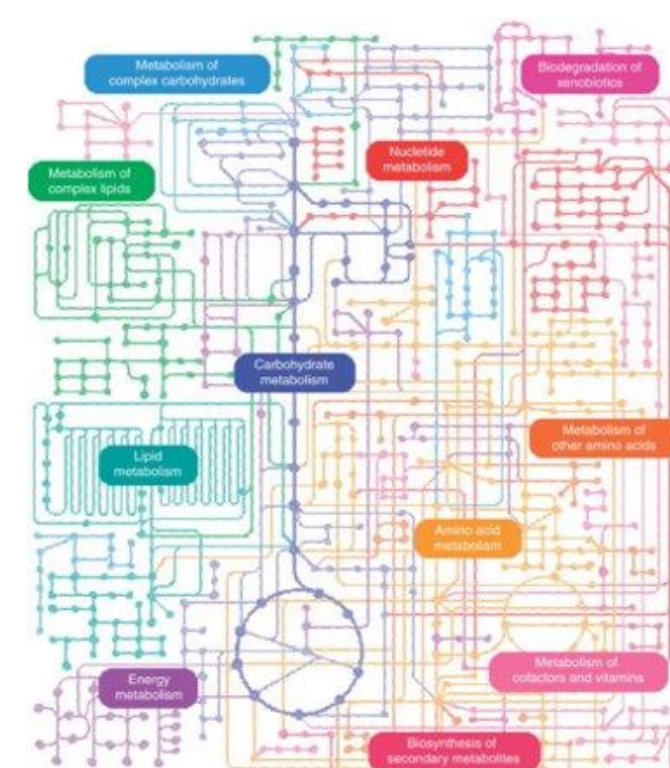 Metabolism of
complex carbohydrates
Biodegradation of
xenobiotics
Nucletide
metabolism
Metabolism of
complex lipids
Carbohydrate
metabolism
Metabolism of
other amino acids
Lipid
metabolism
Amino acid
metabolism
Metabolism of
cofactors and vitamins
Energy
metabolism
Biosynthesis of
secondary metabolites